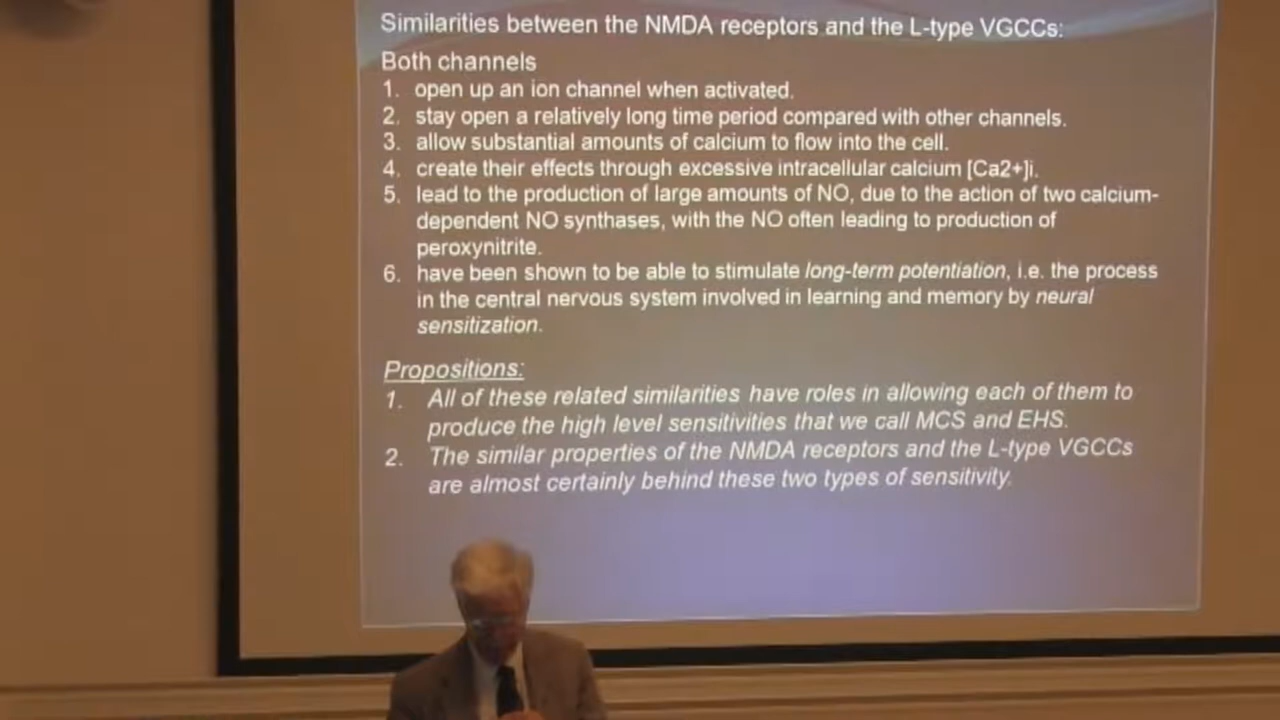 Similarities between the NMDA receptors and the L-type VGCCs:
Both channels
1. open up an ion channel when activated.
2. stay open a relatively long time period compared with other channels.
3. allow substantial amounts of calcium to flow into the cell.
4. create their effects through excessive intracellular calcium [Ca2+]i.
5. lead to the production of large amounts of NO, due to the action of two calcium-
dependent NO synthases, with the NO often leading to production of
peroxynitrite.
6. have been shown to be able to stimulate long-term potentiation, i.e. the process
in the central nervous system involved in learning and memory by neural
sensitization.
Propositions:
1. All of these related similarities have roles in allowing each of them to
produce the high level sensitivities that we call MCS and EHS.
2. The similar properties of the NMDA receptors and the L-type VGCCs
are almost certainly behind these two types of sensitivity.